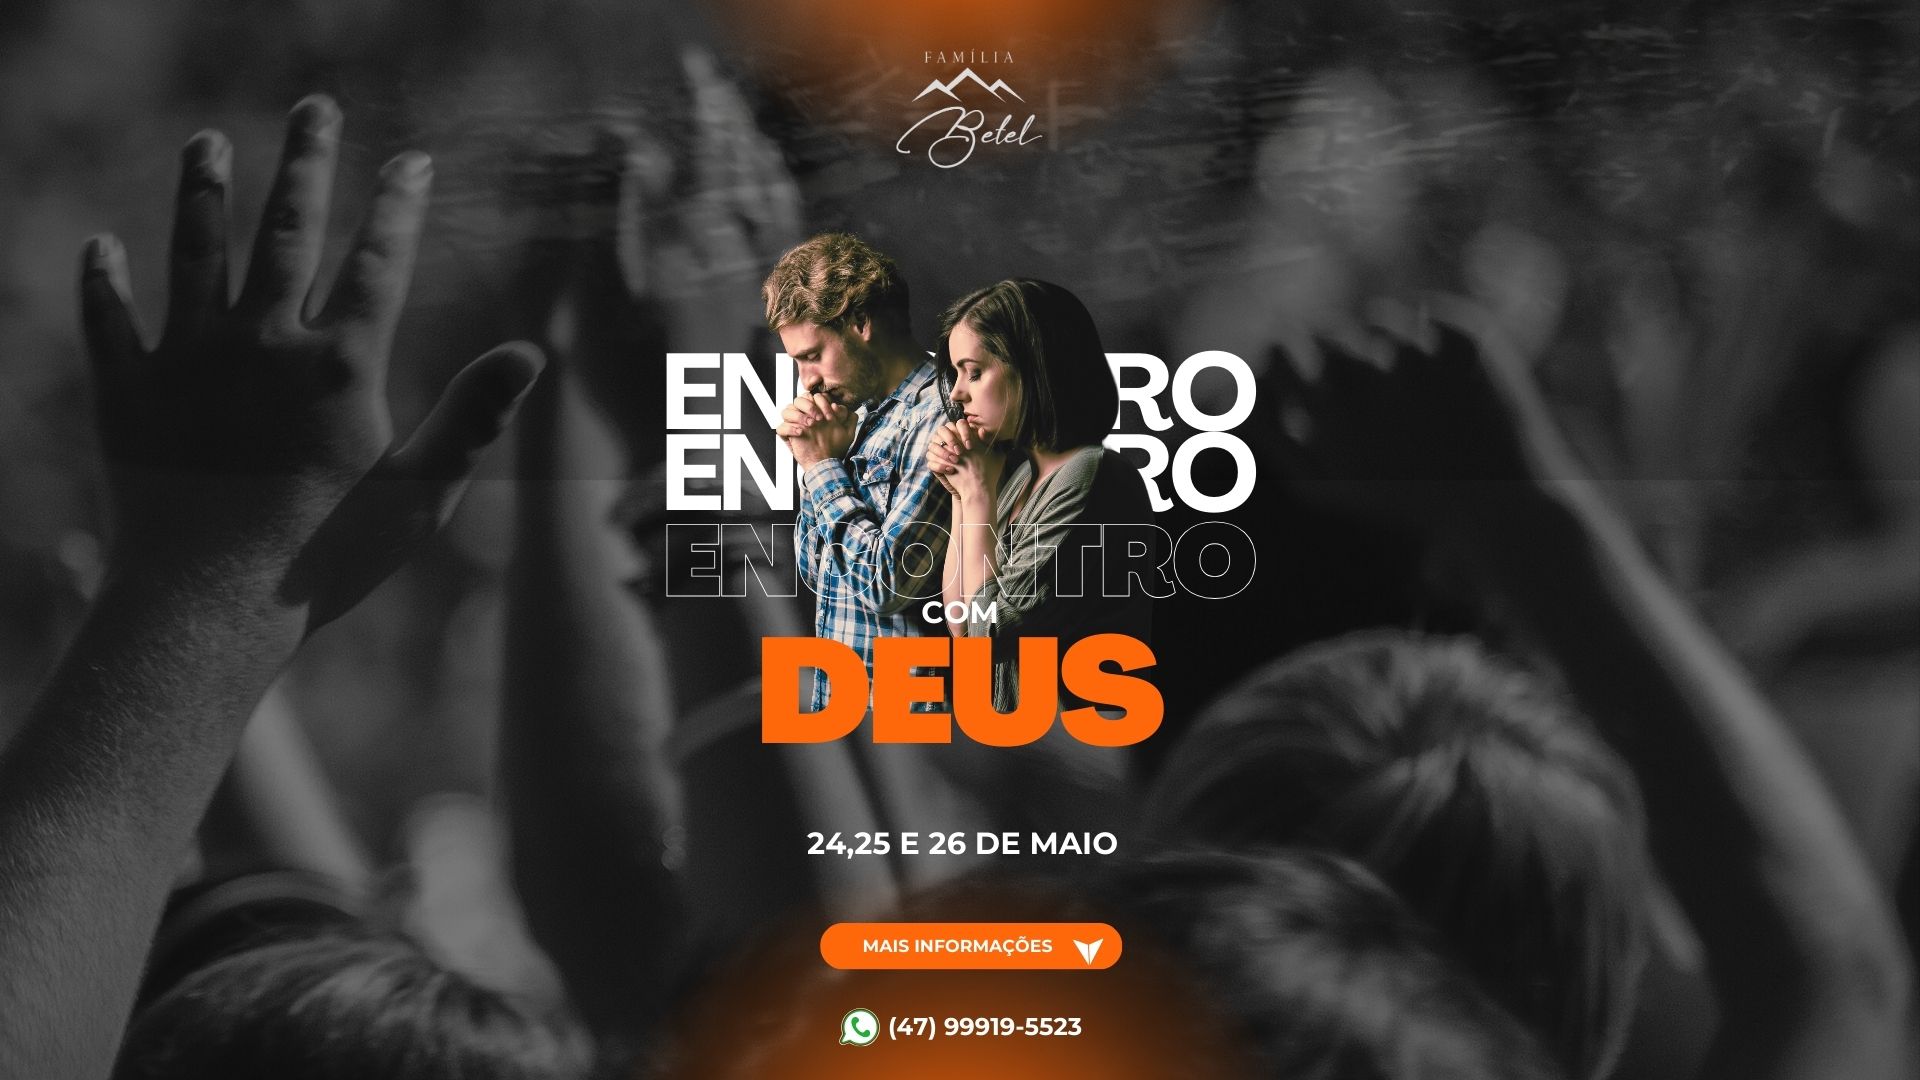 FAMÍLIA
Betel
ENCONTRO
ENCONTRO
ENCONTRO
COM
DEUS
24,25 E 26 DE MAIO
MAIS INFORMAÇÕES
(47) 99919-5523